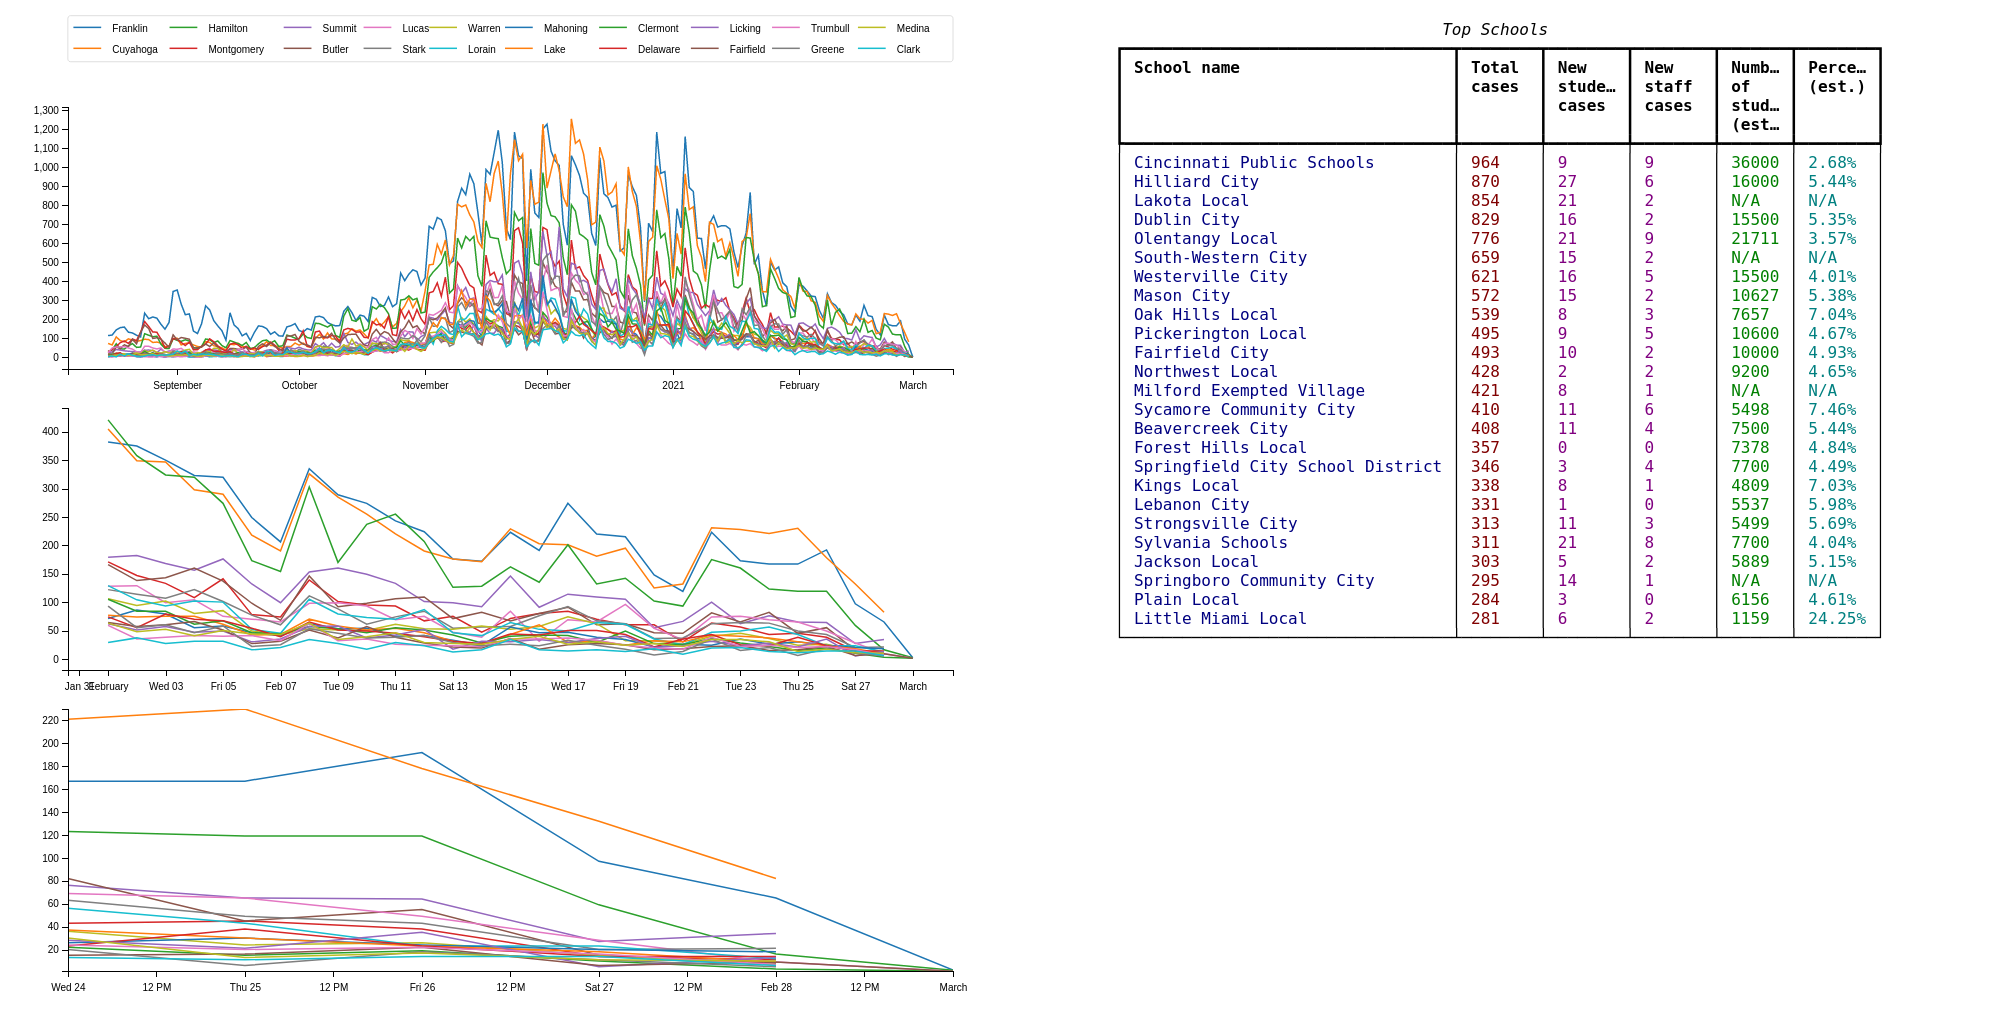 Franklin Hamilton Summit Lucas Warren Mahoning Clermont Licking Trumbull Medina
Cuyahoga Montgomery Butler Stark Lorain Lake Delaware Fairfield Greene Clark
1,300
1,200
1,100
1,000
900
800
700
600
500
400
300
200
100
0
September October November December 2021 February March
400
350
300
250
200
150
100
50
0
Jan 31 February Wed 03 Fri 05 Feb 07 Tue 09 Thu 11 Sat 13 Mon 15 Wed 17 Fri 19 Feb 21 Tue 23 Thu 25 Sat 27 March
220
200
180
160
140
120
100
80
60
40
20
Wed 24 12 PM Thu 25 12 PM Fri 26 12 PM Sat 27 12 PM Feb 28 12 PM March
Top Schools
School name Total New New Numb… Perce…
cases stude… staff of (est.)
cases cases stud…
(est…
Cincinnati Public Schools 964 9 9 36000 2.68%
Hilliard City 870 27 6 16000 5.44%
Lakota Local 854 21 2 N/A N/A
Dublin City 829 16 2 15500 5.35%
Olentangy Local 776 21 9 21711 3.57%
South-Western City 659 15 2 N/A N/A
Westerville City 621 16 5 15500 4.01%
Mason City 572 15 2 10627 5.38%
Oak Hills Local 539 8 3 7657 7.04%
Pickerington Local 495 9 5 10600 4.67%
Fairfield City 493 10 2 10000 4.93%
Northwest Local 428 2 2 9200 4.65%
Milford Exempted Village 421 8 1 N/A N/A
Sycamore Community City 410 11 6 5498 7.46%
Beavercreek City 408 11 4 7500 5.44%
Forest Hills Local 357 0 0 7378 4.84%
Springfield City School District 346 3 4 7700 4.49%
Kings Local 338 8 1 4809 7.03%
Lebanon City 331 1 0 5537 5.98%
Strongsville City 313 11 3 5499 5.69%
Sylvania Schools 311 21 8 7700 4.04%
Jackson Local 303 5 2 5889 5.15%
Springboro Community City 295 14 1 N/A N/A
Plain Local 284 3 0 6156 4.61%
Little Miami Local 281 6 2 1159 24.25%